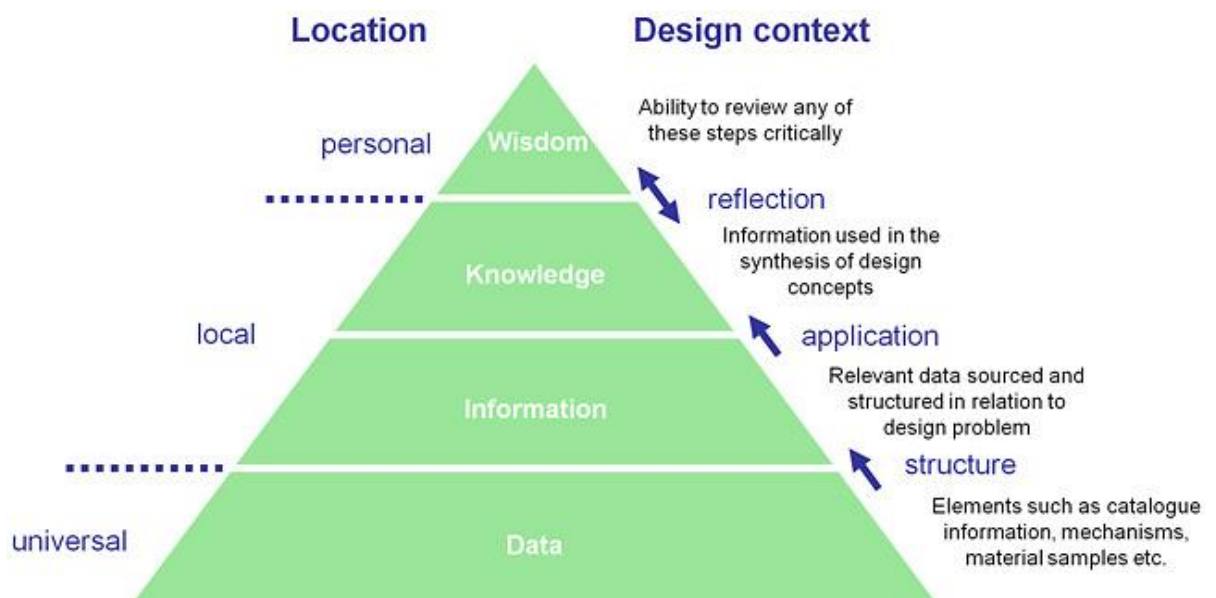 Location
Design context
Ability to review any of
these steps critically
personal
Wisdom
reflection
Information used in the
synthesis of design
concepts
Knowledge
local
application
Relevant data sourced and
structured in relation to
design problem
Information
structure
Elements such as catalogue
information, mechanisms,
material samples etc.
universal
Data